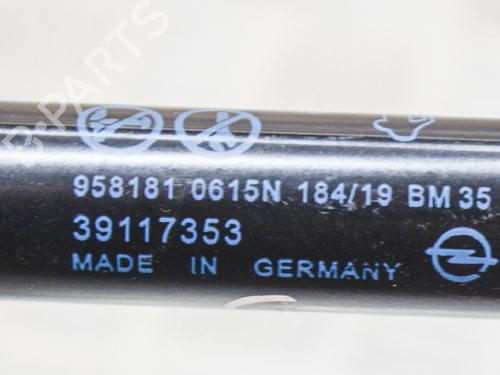 B-PARTS
958181 0615N 184/19 BM 35
39117353
MADE IN GERMANY